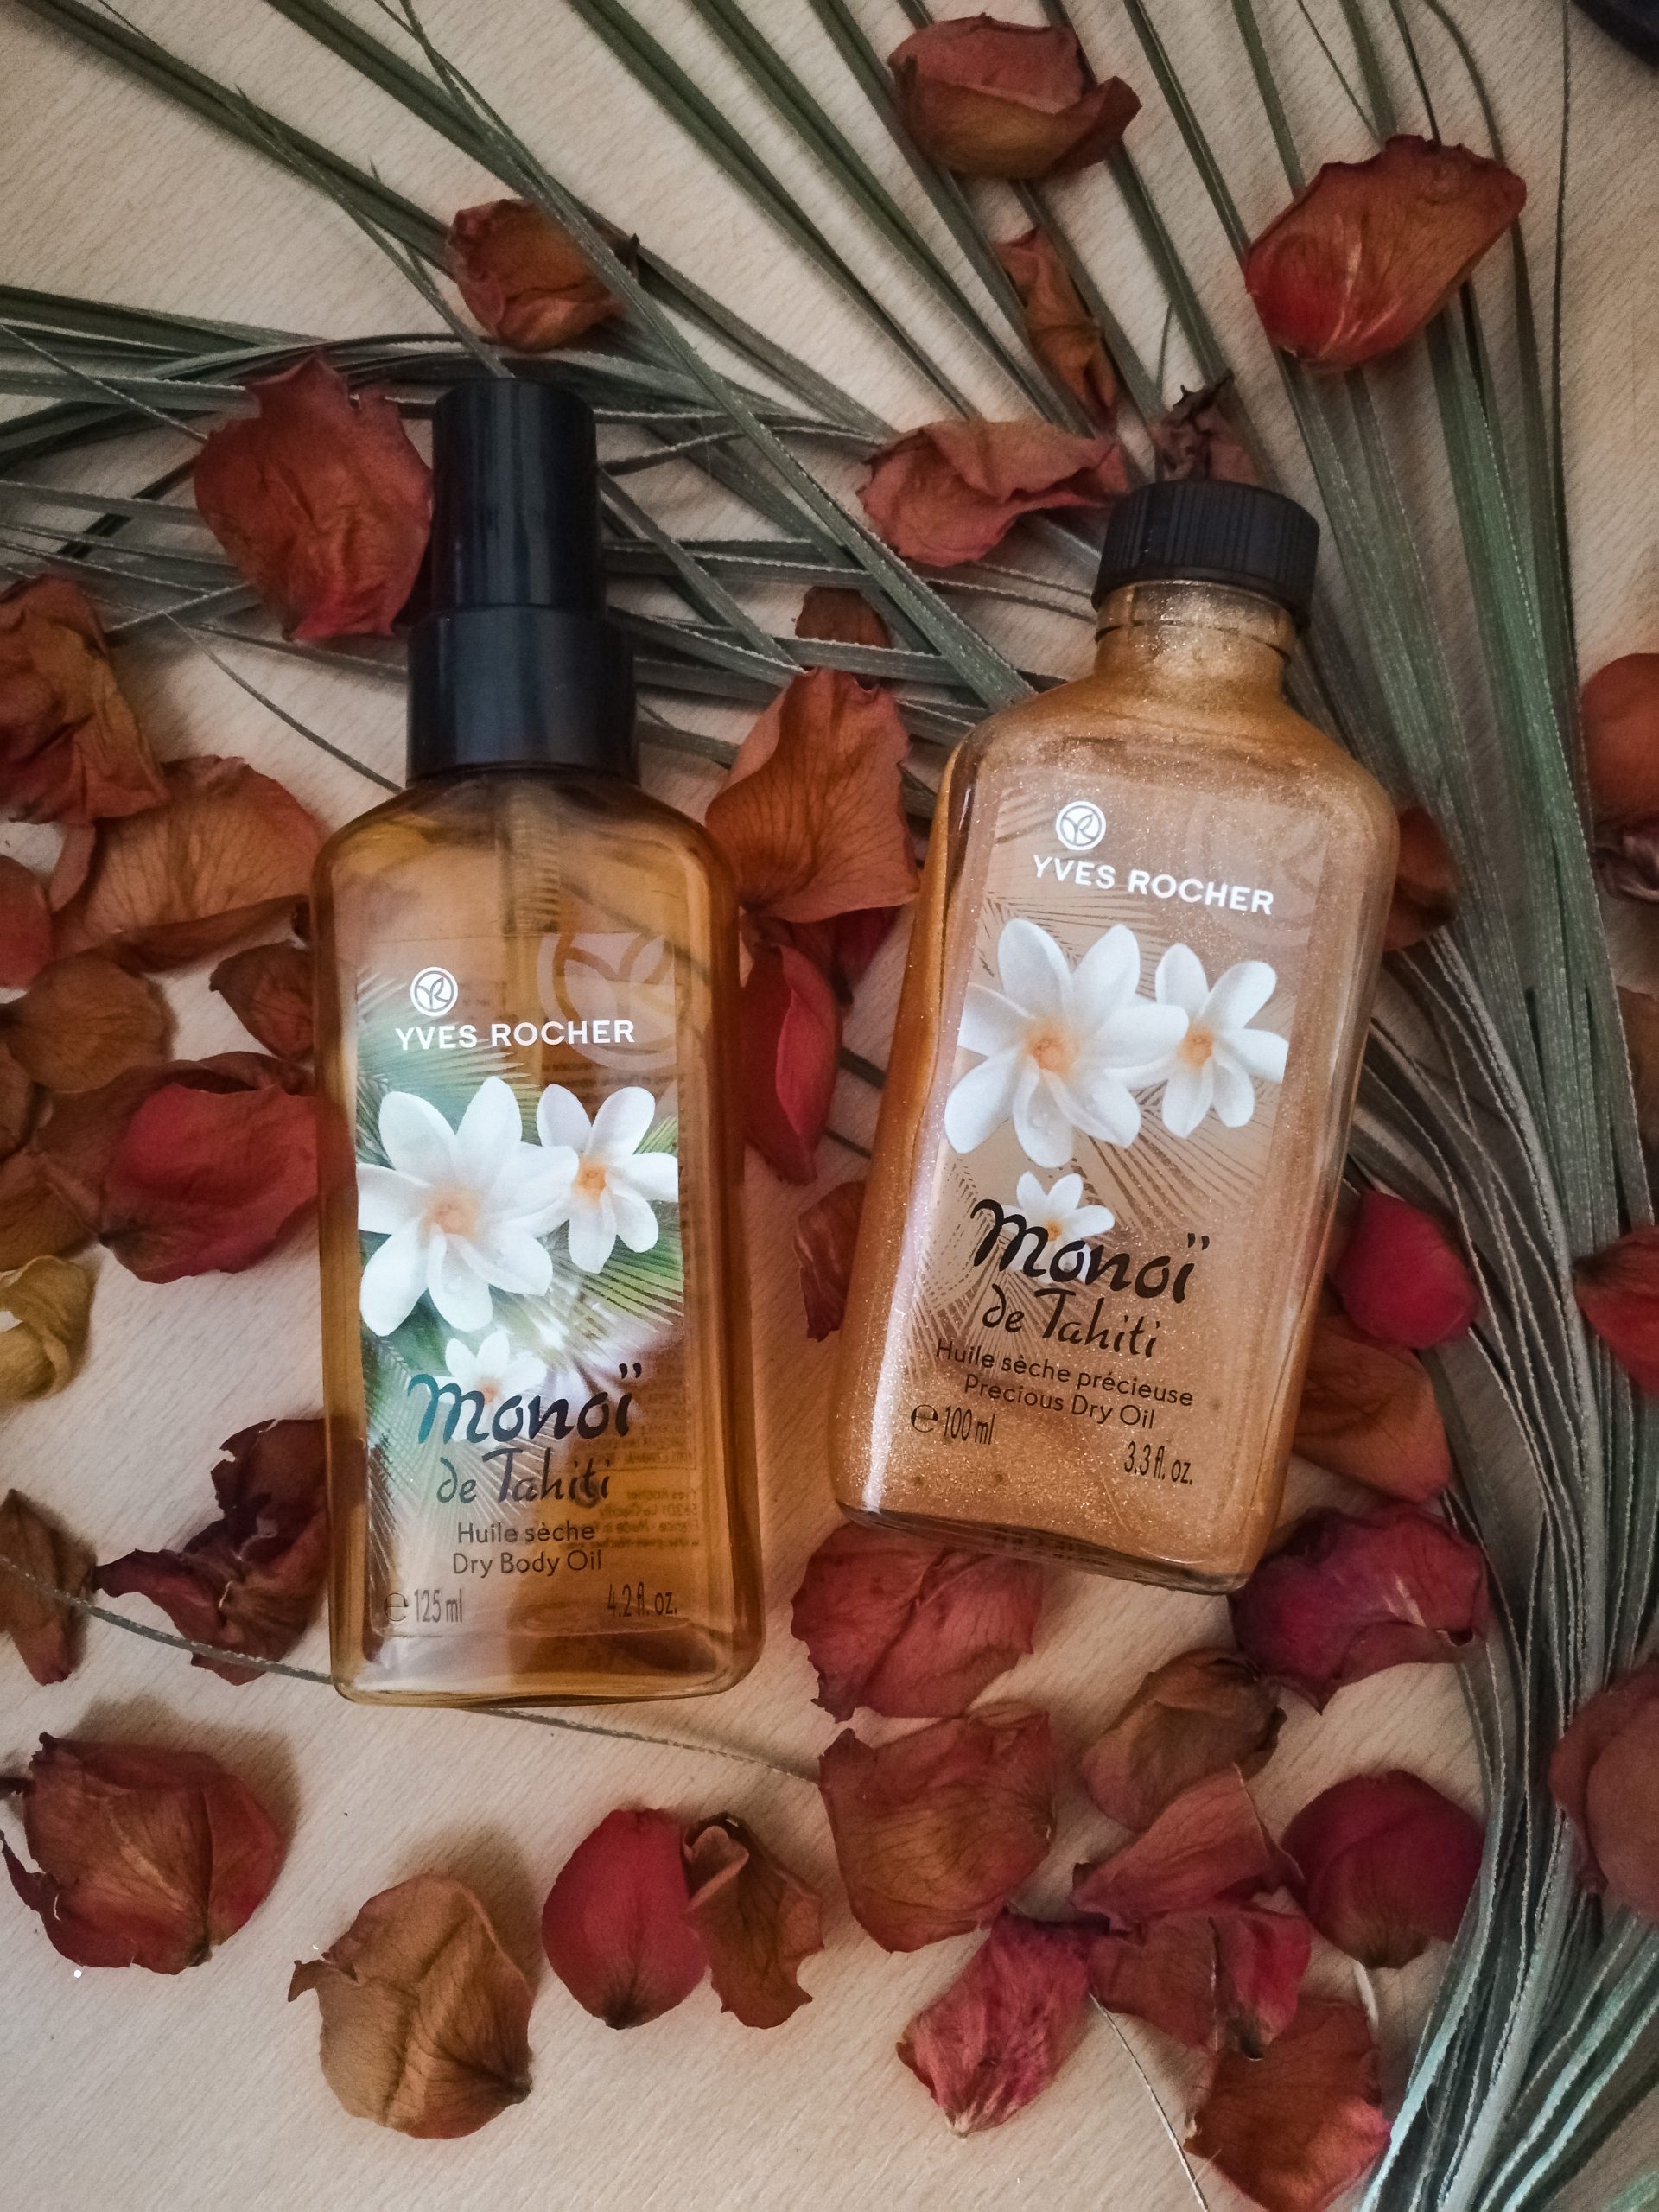 YVES ROCHER
Monoï
de Tahiti
Huile sèche
Dry Body Oil
℮ 125 ml 4.2 fl. oz.
YVES ROCHER
Monoï
de Tahiti
Huile sèche précieuse
Precious Dry Oil
℮ 100 ml
3.3 fl. oz.